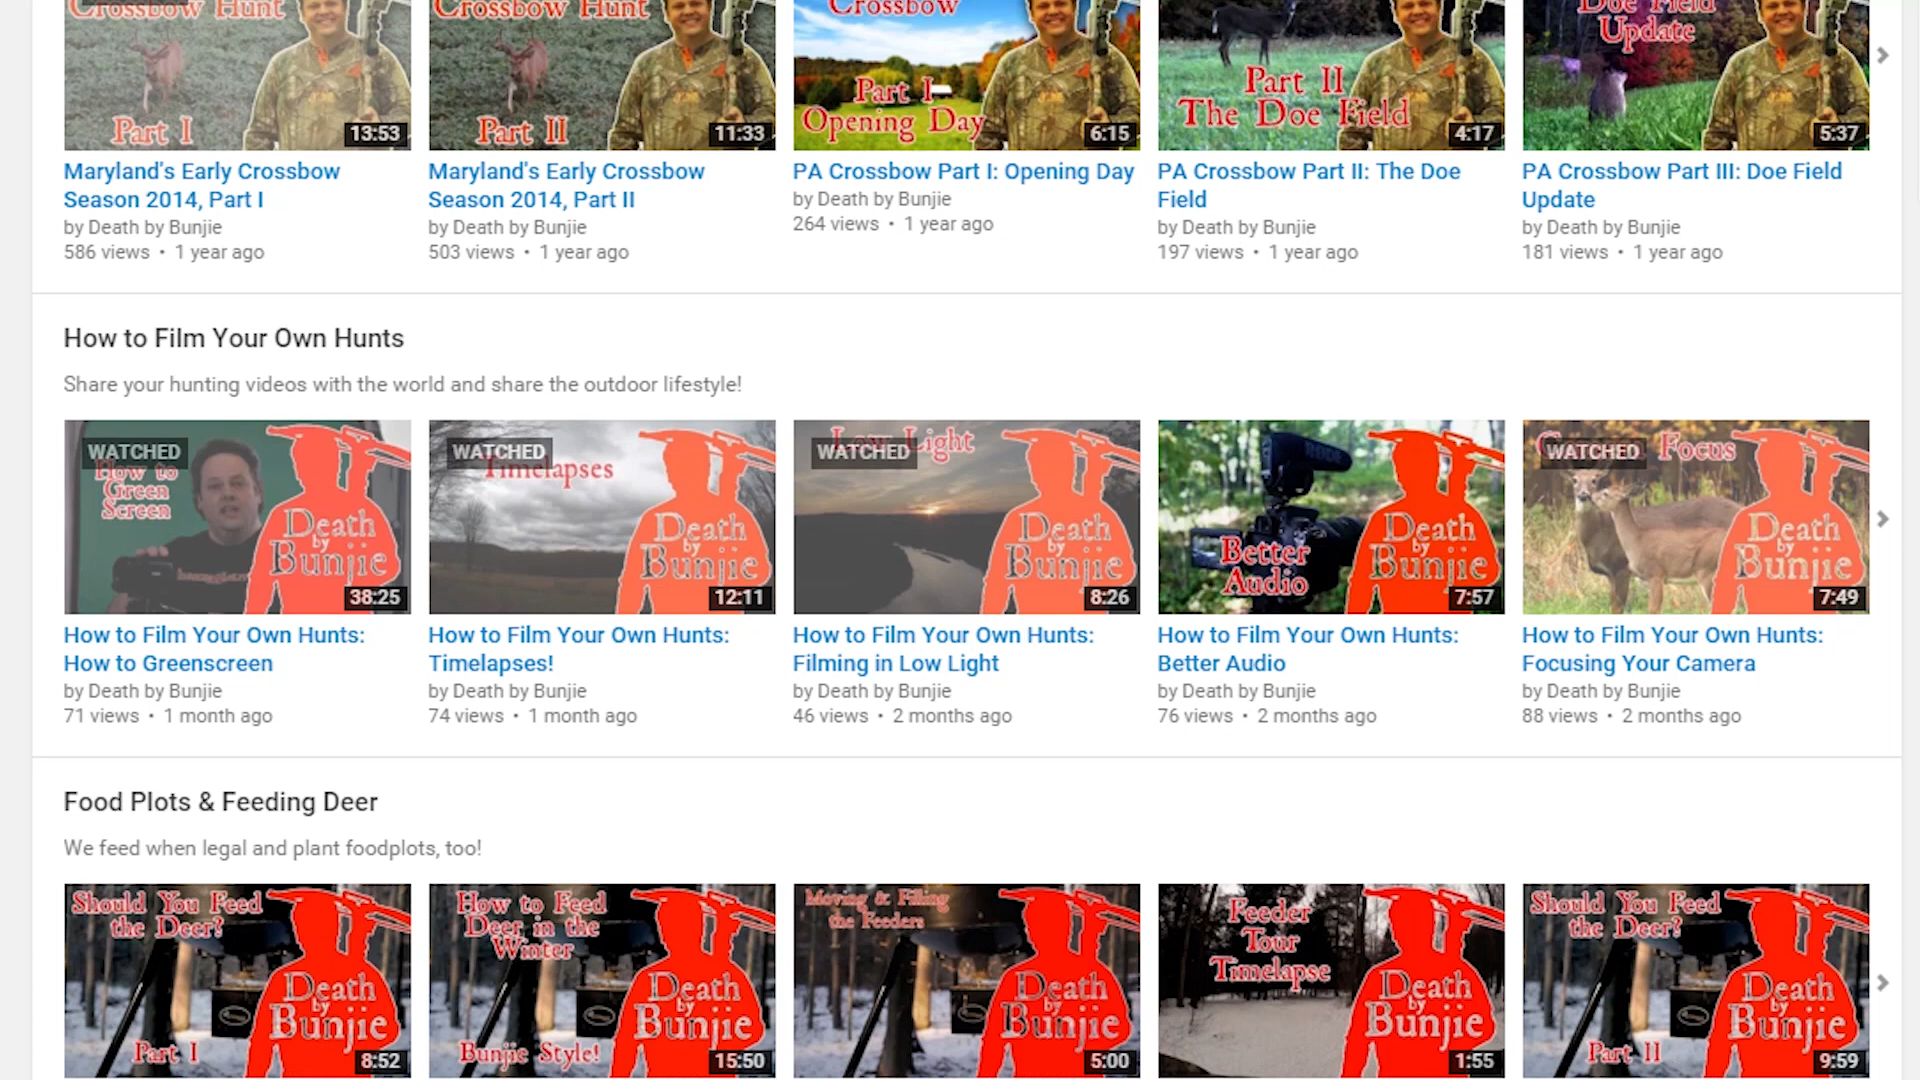 Crossbow Hunt
Part I
13:53
Crossbow Hunt
Part II
11:33
Crossbow
Part I
Opening Day
6:15
Part II
The Doe Field
4:17
Doe Field
Update
5:37
Maryland's Early Crossbow
Season 2014, Part I
by Death by Bunjie
586 views • 1 year ago
Maryland's Early Crossbow
Season 2014, Part II
by Death by Bunjie
503 views • 1 year ago
PA Crossbow Part I: Opening Day
by Death by Bunjie
264 views • 1 year ago
PA Crossbow Part II: The Doe
Field
by Death by Bunjie
197 views • 1 year ago
PA Crossbow Part III: Doe Field
Update
by Death by Bunjie
181 views • 1 year ago
How to Film Your Own Hunts
Share your hunting videos with the world and share the outdoor lifestyle!
WATCHED
How to
Green
Screen
Death
by
Bunjie
38:25
WATCHED
Timelapses
Death
by
Bunjie
12:11
WATCHED
Light
Death
by
Bunjie
8:26
Better
Audio
Death
by
Bunjie
7:57
WATCHED
Focus
Death
by
Bunjie
7:49
How to Film Your Own Hunts:
How to Greenscreen
by Death by Bunjie
71 views • 1 month ago
How to Film Your Own Hunts:
Timelapses!
by Death by Bunjie
74 views • 1 month ago
How to Film Your Own Hunts:
Filming in Low Light
by Death by Bunjie
46 views • 2 months ago
How to Film Your Own Hunts:
Better Audio
by Death by Bunjie
76 views • 2 months ago
How to Film Your Own Hunts:
Focusing Your Camera
by Death by Bunjie
88 views • 2 months ago
Food Plots & Feeding Deer
We feed when legal and plant foodplots, too!
Should You Feed
the Deer?
Death
by
Bunjie
Part I
8:52
How to Feed
Deer in the
Winter
Death
by
Bunjie
Bunjie Style!
15:50
Moving & Filling
the Feeders
Death
by
Bunjie
5:00
Feeder
Tour
Timelapse
Death
by
Bunjie
1:55
Should You Feed
the Deer?
Death
by
Bunjie
Part II
9:59